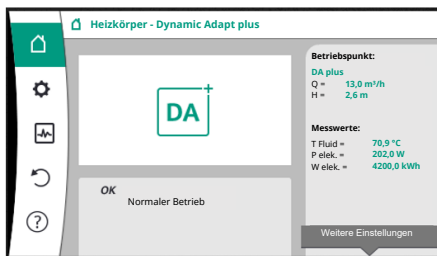 Heizkörper - Dynamic Adapt plus
DA+
OK
Normaler Betrieb
Betriebspunkt:
DA plus
Q = 13,0 m³/h
H = 2,6 m
Messwerte:
T Fluid = 70,9 °C
P elek. = 202,0 W
W elek. = 4200,0 kWh
Weitere Einstellungen
?